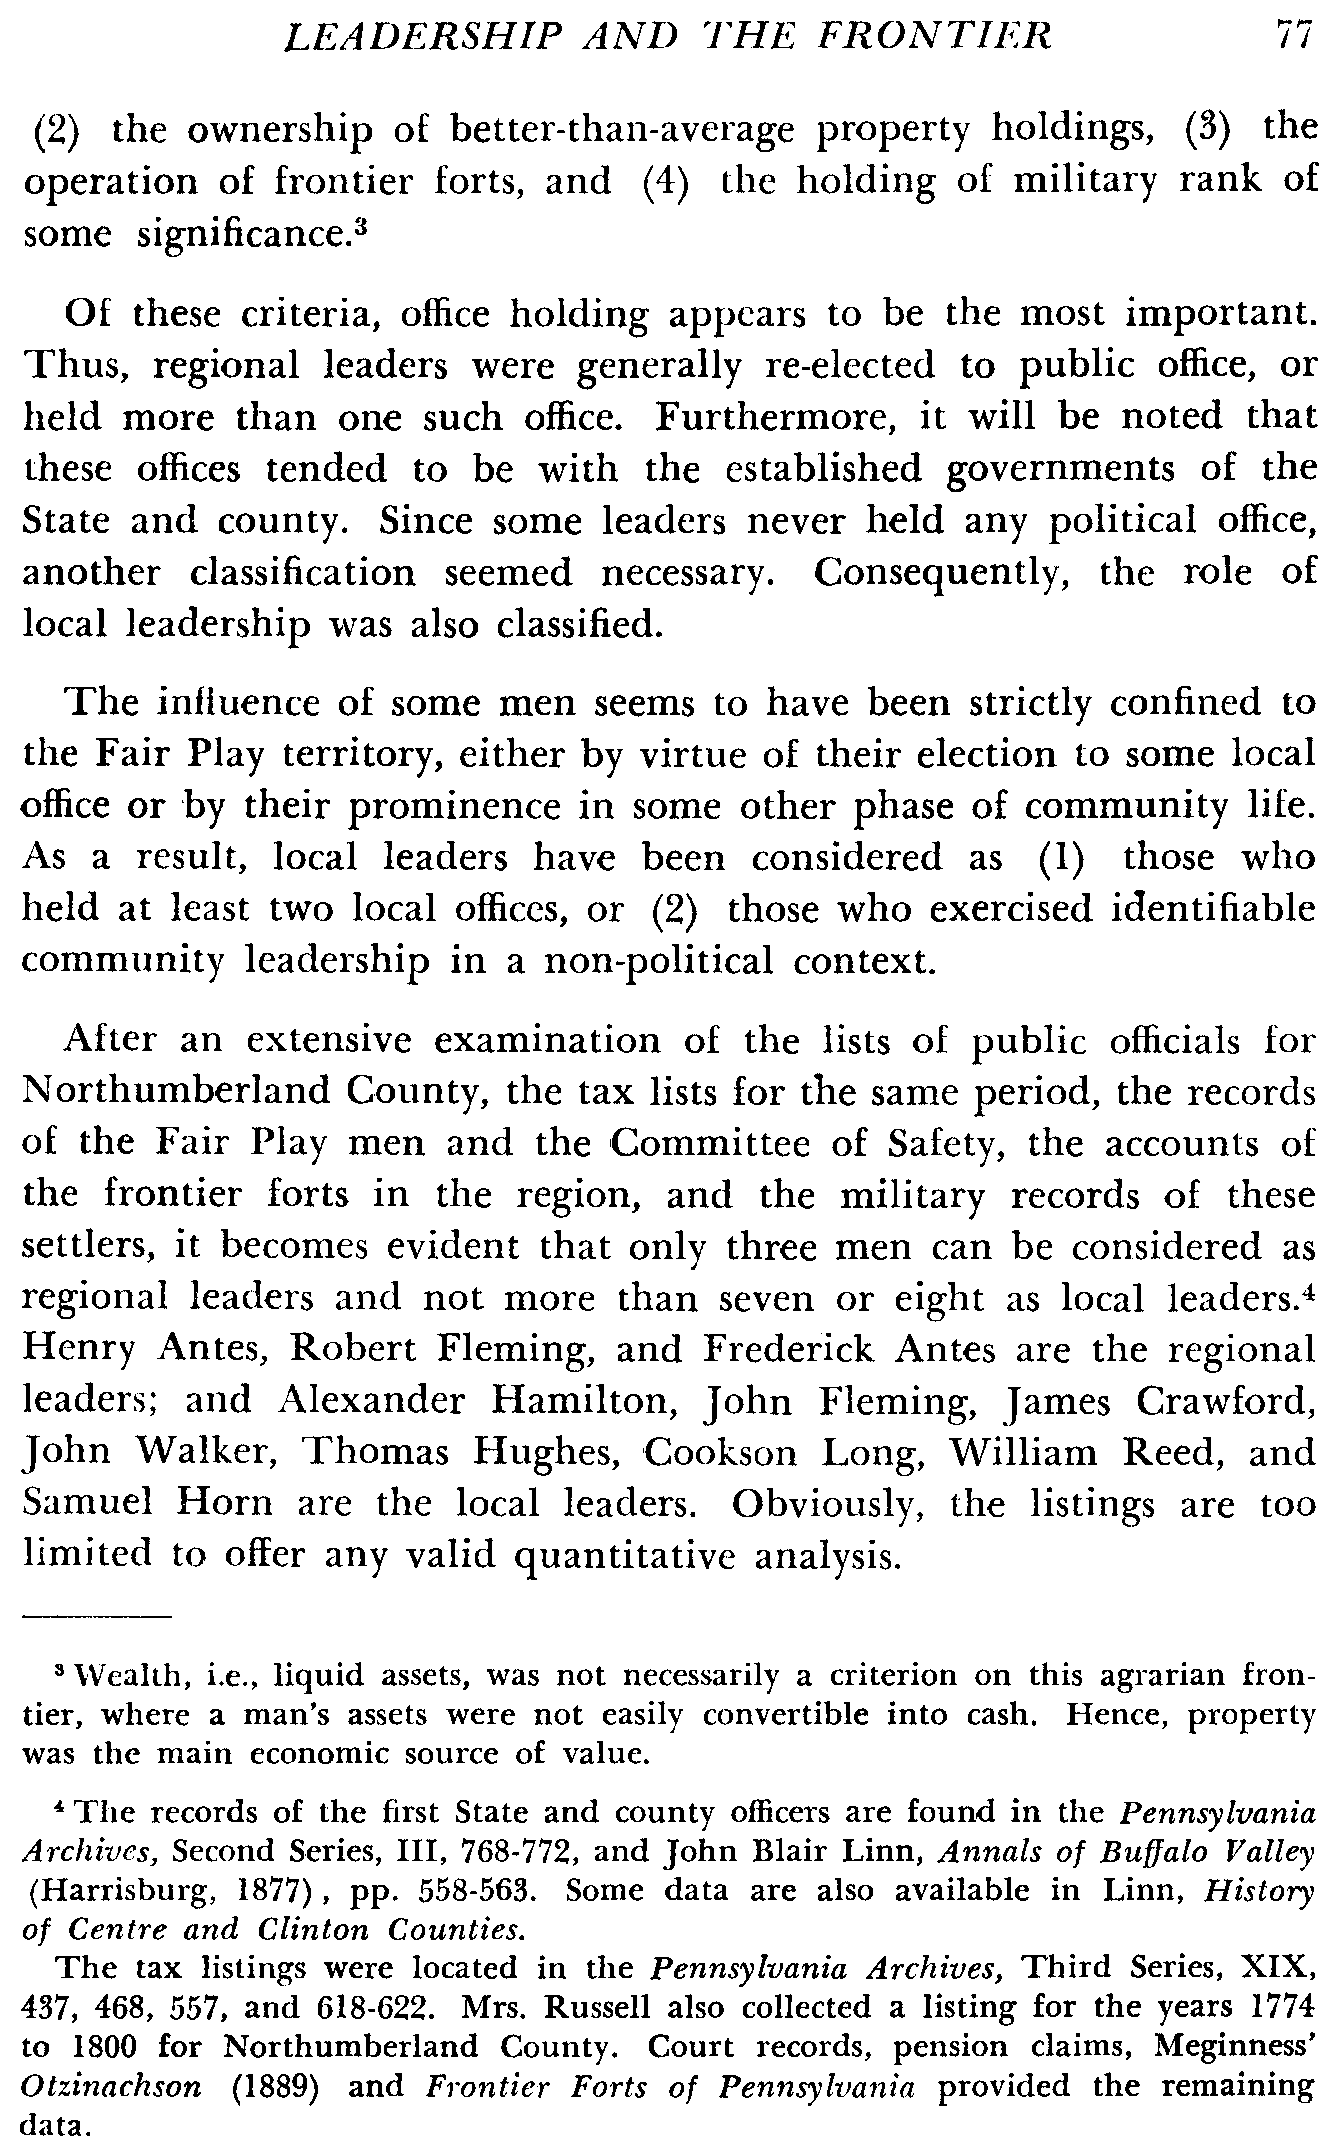 LEADERSHIP AND THE FRONTIER 77
(2) the ownership of better-than-average property holdings, (3) the
operation of frontier forts, and (4) the holding of military rank of
some significance.³
Of these criteria, office holding appears to be the most important.
Thus, regional leaders were generally re-elected to public office, or
held more than one such office. Furthermore, it will be noted that
these offices tended to be with the established governments of the
State and county. Since some leaders never held any political office,
another classification seemed necessary. Consequently, the role of
local leadership was also classified.
The influence of some men seems to have been strictly confined to
the Fair Play territory, either by virtue of their election to some local
office or by their prominence in some other phase of community life.
As a result, local leaders have been considered as (1) those who
held at least two local offices, or (2) those who exercised identifiable
community leadership in a non-political context.
After an extensive examination of the lists of public officials for
Northumberland County, the tax lists for the same period, the records
of the Fair Play men and the Committee of Safety, the accounts of
the frontier forts in the region, and the military records of these
settlers, it becomes evident that only three men can be considered as
regional leaders and not more than seven or eight as local leaders.⁴
Henry Antes, Robert Fleming, and Frederick Antes are the regional
leaders; and Alexander Hamilton, John Fleming, James Crawford,
John Walker, Thomas Hughes, Cookson Long, William Reed, and
Samuel Horn are the local leaders. Obviously, the listings are too
limited to offer any valid quantitative analysis.
³ Wealth, i.e., liquid assets, was not necessarily a criterion on this agrarian fron-
tier, where a man's assets were not easily convertible into cash. Hence, property
was the main economic source of value.
⁴ The records of the first State and county officers are found in the Pennsylvania
Archives, Second Series, III, 768-772, and John Blair Linn, Annals of Buffalo Valley
(Harrisburg, 1877), pp. 558-563. Some data are also available in Linn, History
of Centre and Clinton Counties.
The tax listings were located in the Pennsylvania Archives, Third Series, XIX,
437, 468, 557, and 618-622. Mrs. Russell also collected a listing for the years 1774
to 1800 for Northumberland County. Court records, pension claims, Meginness'
Otzinachson (1889) and Frontier Forts of Pennsylvania provided the remaining
data.